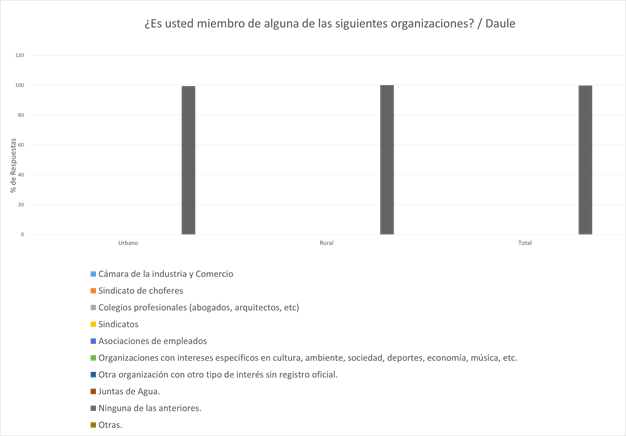 ¿Es usted miembro de alguna de las siguientes organizaciones? / Daule
% de Respuestas
120
100
80
60
40
20
0
Urbano Rural Total
Cámara de la industria y Comercio
Sindicato de choferes
Colegios profesionales (abogados, arquitectos, etc)
Sindicatos
Asociaciones de empleados
Organizaciones con intereses específicos en cultura, ambiente, sociedad, deportes, economía, música, etc.
Otra organización con otro tipo de interés sin registro oficial.
Juntas de Agua.
Ninguna de las anteriores.
Otras.